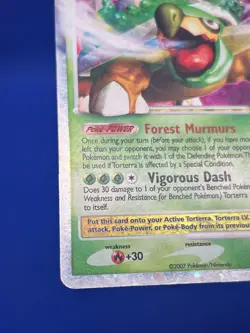 Poké-POWER Forest Murmurs
Once during your turn (before your attack), if you have more
left than your opponent, you may choose 1 of your oppone
Pokémon and switch it with 1 of the Defending Pokémon. Th
be used if Torterra is affected by a Special Condition.
Vigorous Dash
Does 30 damage to 1 of your opponent's Benched Pokém
Weakness and Resistance for Benched Pokémon.) Torterra
to itself.
Put this card onto your Active Torterra. Torterra LV.
attack, Poké-Power, or Poké-Body from its previous
weakness resistance
+30
©2007 Pokémon/Nintendo